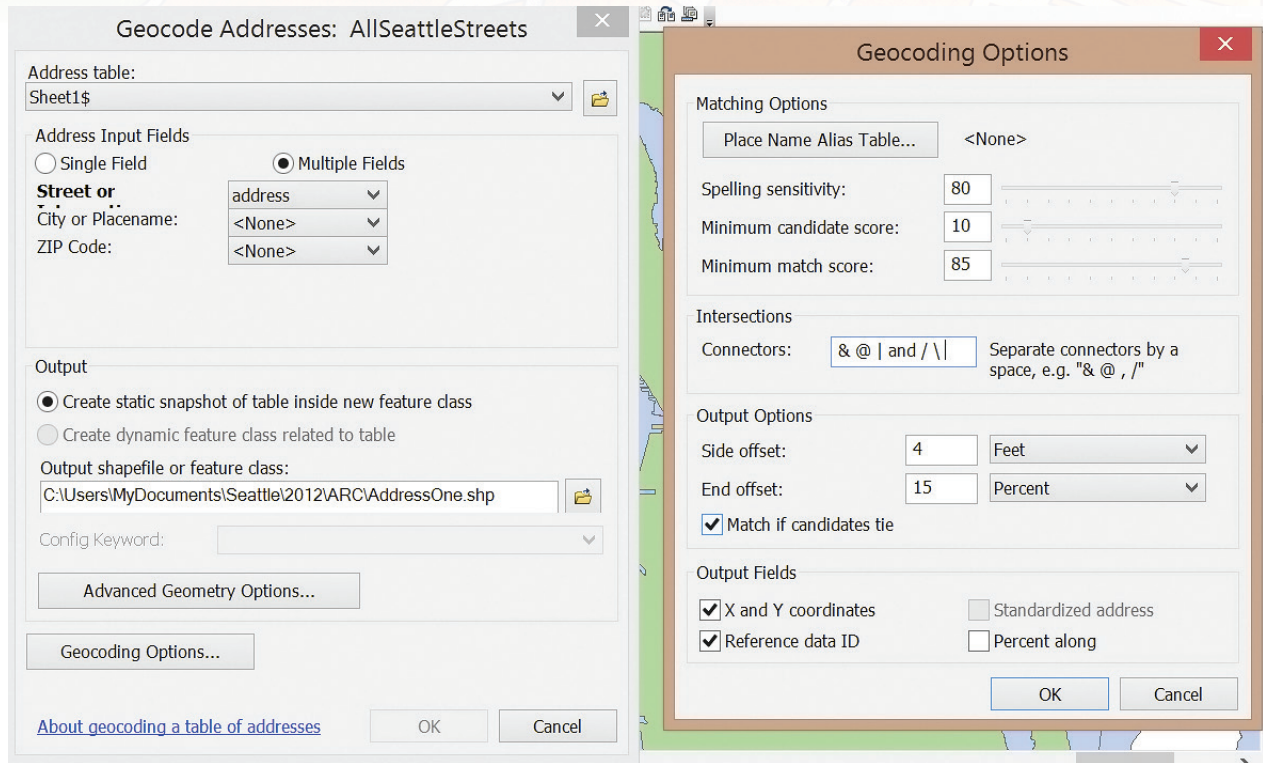 Geocode Addresses: AllSeattleStreets
Address table:
Sheet1$
Address Input Fields
Single Field
Multiple Fields
Street or
address
City or Placename:
<None>
ZIP Code:
<None>
Output
Create static snapshot of table inside new feature class
Create dynamic feature class related to table
Output shapefile or feature class:
C:\Users\MyDocuments\Seattle\2012\ARC\AddressOne.shp
Config Keyword:
Advanced Geometry Options...
Geocoding Options...
About geocoding a table of addresses
OK
Cancel
Geocoding Options
Matching Options
Place Name Alias Table...
<None>
Spelling sensitivity:
80
Minimum candidate score:
10
Minimum match score:
85
Intersections
Connectors:
& @ | and / \
Separate connectors by a
space, e.g. "& @ , /"
Output Options
Side offset:
4
Feet
End offset:
15
Percent
Match if candidates tie
Output Fields
X and Y coordinates
Standardized address
Reference data ID
Percent along
OK
Cancel